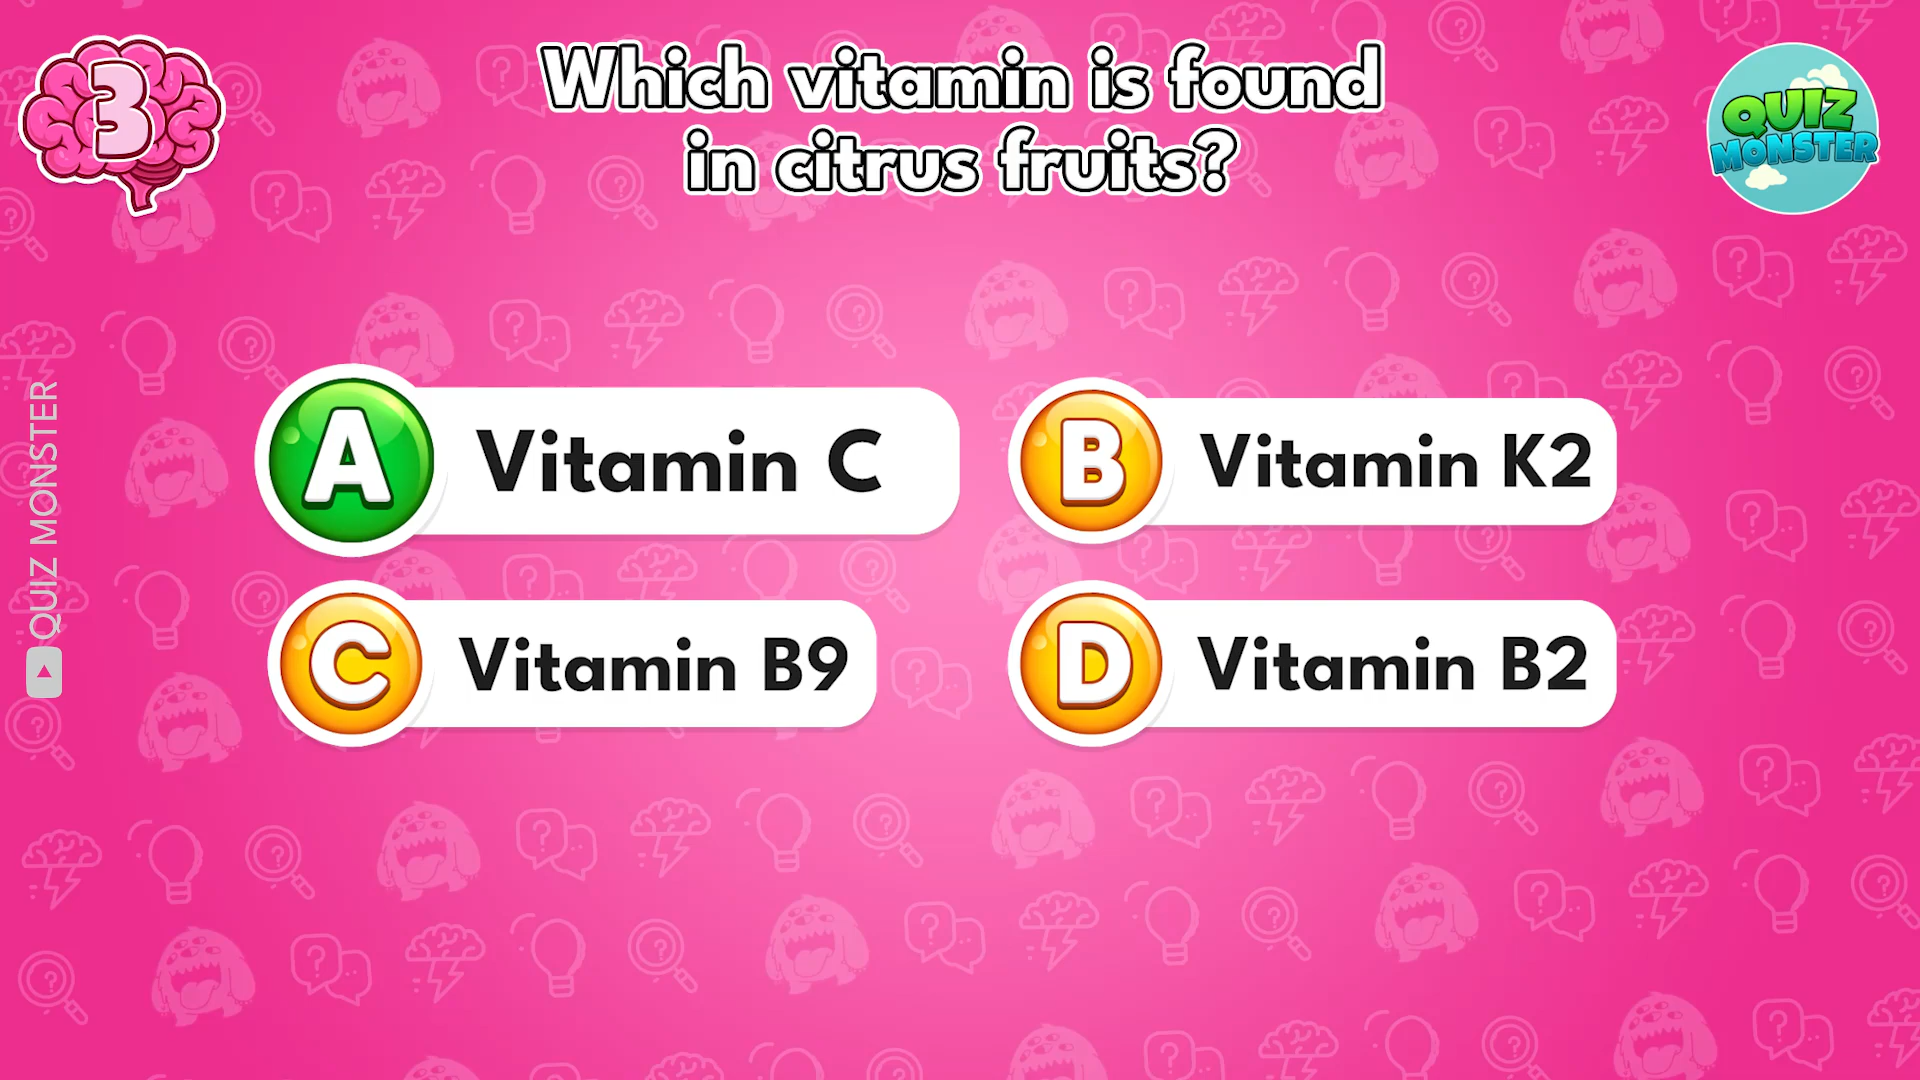 3
Which vitamin is found
in citrus fruits?
QUIZ
MONSTER
A Vitamin C
B Vitamin K2
C Vitamin B9
D Vitamin B2
QUIZ MONSTER